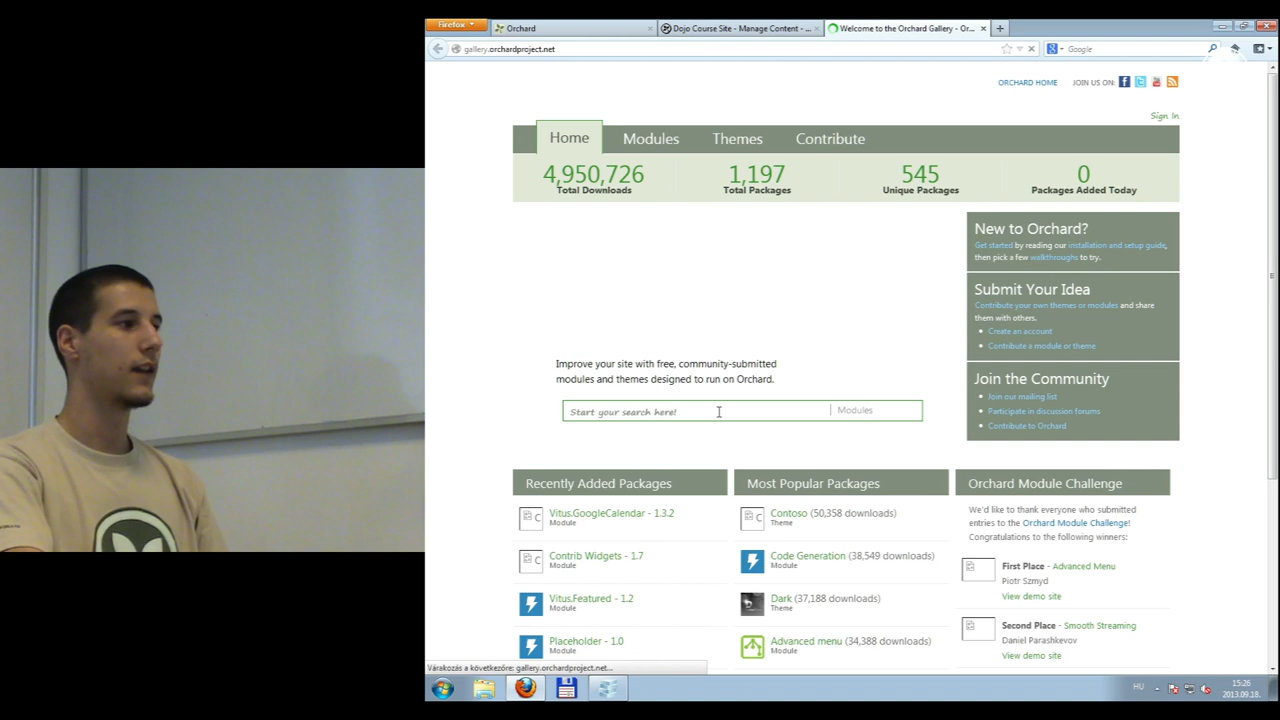 Firefox
Orchard
Dojo Course Site - Manage Content - ...
Welcome to the Orchard Gallery - Or...
gallery.orchardproject.net
Google
ORCHARD HOME
JOIN US ON:
Sign In
Home
Modules
Themes
Contribute
4,950,726
1,197
545
0
Total Downloads
Total Packages
Unique Packages
Packages Added Today
New to Orchard?
Get started by reading our installation and setup guide,
then pick a few walkthroughs to try.
Submit Your Idea
Contribute your own themes or modules and share
them with others.
Create an account
Contribute a module or theme
Improve your site with free, community-submitted
modules and themes designed to run on Orchard.
Start your search here!
Modules
Join the Community
Join our mailing list
Participate in discussion forums
Contribute to Orchard
Recently Added Packages
Vitus.GoogleCalendar - 1.3.2
Module
Contrib Widgets - 1.7
Module
Vitus.Featured - 1.2
Module
Placeholder - 1.0
Module
Most Popular Packages
Contoso (50,358 downloads)
Theme
Code Generation (38,549 downloads)
Module
Dark (37,188 downloads)
Theme
Advanced menu (34,388 downloads)
Module
Orchard Module Challenge
We'd like to thank everyone who submitted
entries to the Orchard Module Challenge!
Congratulations to the following winners:
First Place - Advanced Menu
Piotr Szmyd
View demo site
Second Place - Smooth Streaming
Daniel Parashkevov
View demo site
Várakozás a következőre: gallery.orchardproject.net...
HU
15:26
2013.09.18.